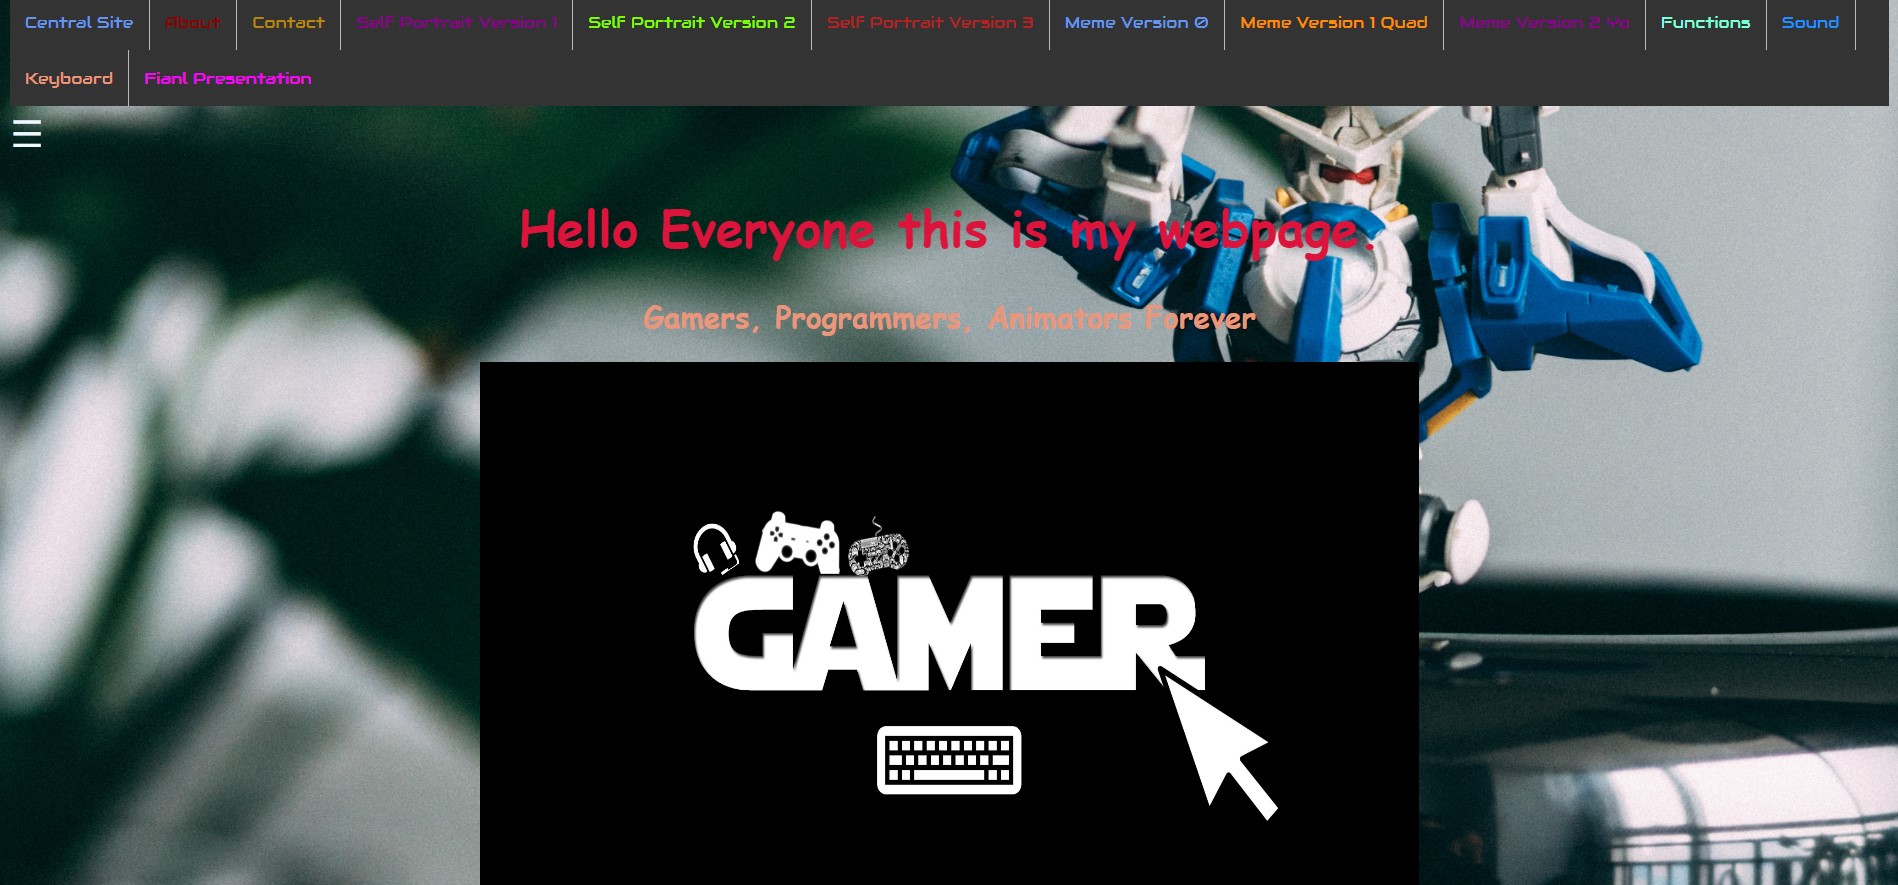 Central Site About Contact Self Portrait Version 1 Self Portrait Version 2 Self Portrait Version 3 Meme Version 0 Meme Version 1 Quad Meme Version 2 Yo Functions Sound
Keyboard Fianl Presentation
Hello Everyone this is my webpage.
Gamers, Programmers, Animators Forever
GAMER